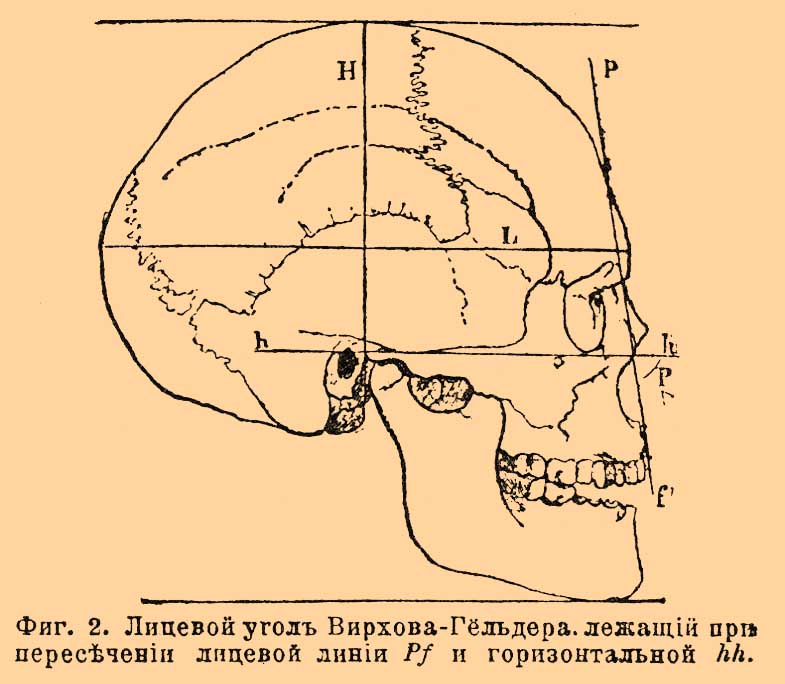 H
P
L
h
h
P
f
Фиг. 2. Лицевой уголъ Вирхова-Гёльдера. лежащій при
пересѣченіи лицевой линіи Pf и горизонтальной hh.